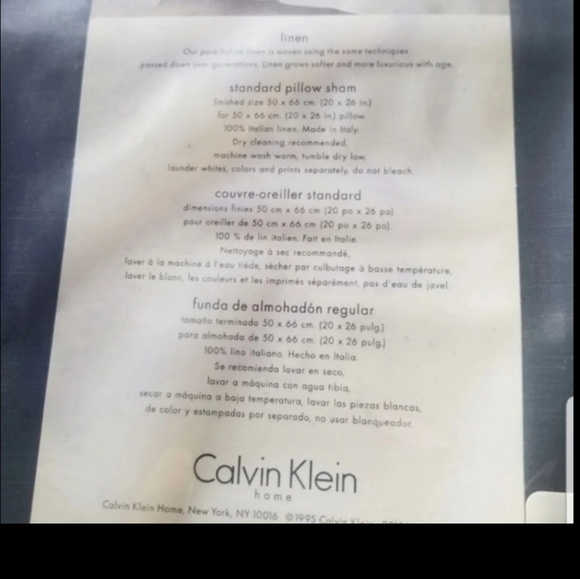 linen
Our pure Italian linen is woven using the same techniques
passed down over generations. Linen grows softer and more luxurious with age.
standard pillow sham
finished size 50 x 66 cm. (20 x 26 in.)
for 50 x 66 cm. (20 x 26 in.) pillow.
100% Italian linen. Made in Italy.
Dry cleaning recommended,
machine wash warm, tumble dry low,
launder whites, colors and prints separately, do not bleach.
couvre-oreiller standard
dimensions finies 50 cm x 66 cm (20 po x 26 po)
pour oreiller de 50 cm x 66 cm (20 po x 26 po).
100 % de lin italien. Fait en Italie.
Nettoyage à sec recommandé,
laver à la machine à l'eau tiède, sécher par culbutage à basse température,
laver le blanc, les couleurs et les imprimés séparément, pas d'eau de javel.
funda de almohadón regular
tamaño terminado 50 x 66 cm. (20 x 26 pulg.)
para almohada de 50 x 66 cm. (20 x 26 pulg.)
100% lino italiano. Hecho en Italia.
Se recomienda lavar en seco,
lavar a máquina con agua tibia,
secar a máquina a baja temperatura, lavar las piezas blancas,
de color y estampadas por separado, no usar blanqueador.
Calvin Klein
home
Calvin Klein Home, New York, NY 10016 ©1995 Calvin Klein